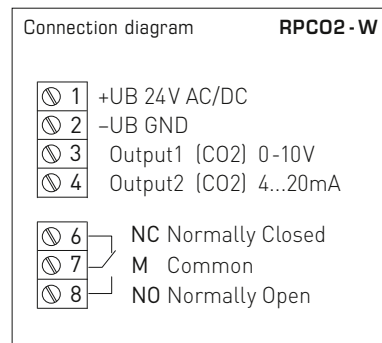 Connection diagram RPCO2-W
1 +UB 24V AC/DC
2 –UB GND
3 Output1 (CO2) 0-10V
4 Output2 (CO2) 4...20mA
6 NC Normally Closed
7 M Common
8 NO Normally Open